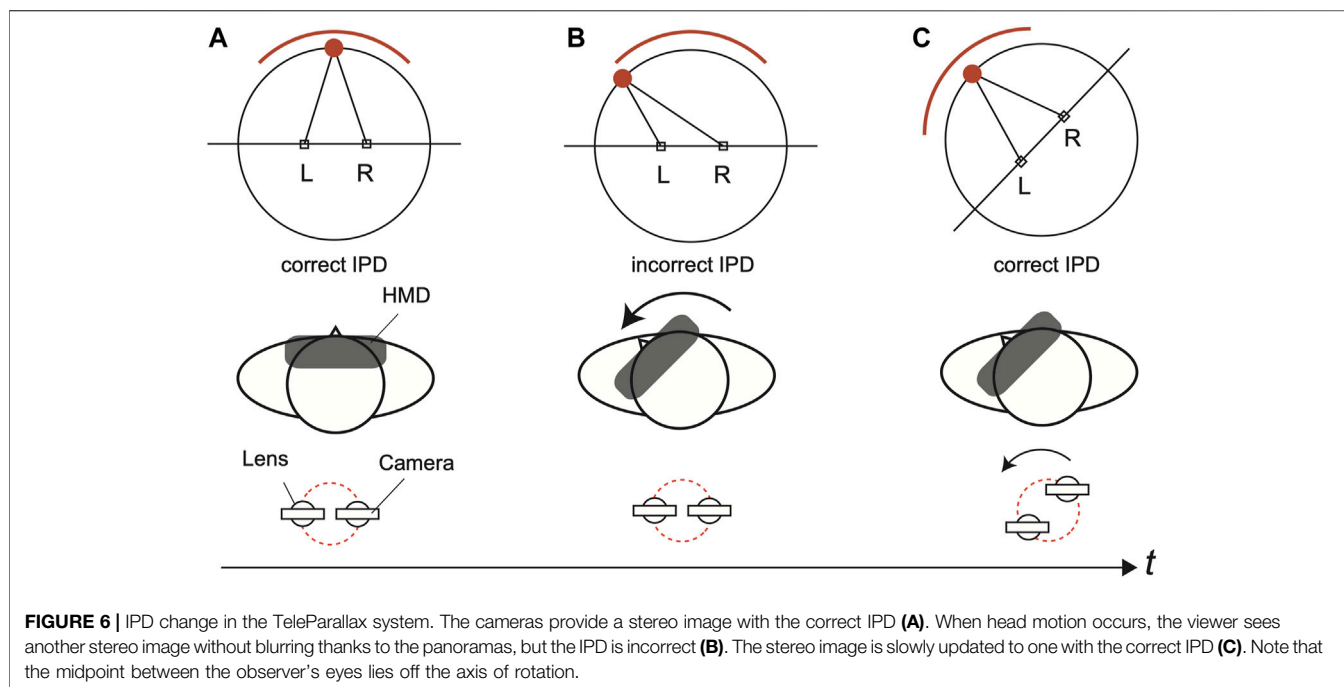 A
B
C
L
R
L
R
R
L
correct IPD
incorrect IPD
correct IPD
HMD
Lens
Camera
t
FIGURE 6 | IPD change in the TeleParallax system. The cameras provide a stereo image with the correct IPD (A). When head motion occurs, the viewer sees
another stereo image without blurring thanks to the panoramas, but the IPD is incorrect (B). The stereo image is slowly updated to one with the correct IPD (C). Note that
the midpoint between the observer's eyes lies off the axis of rotation.